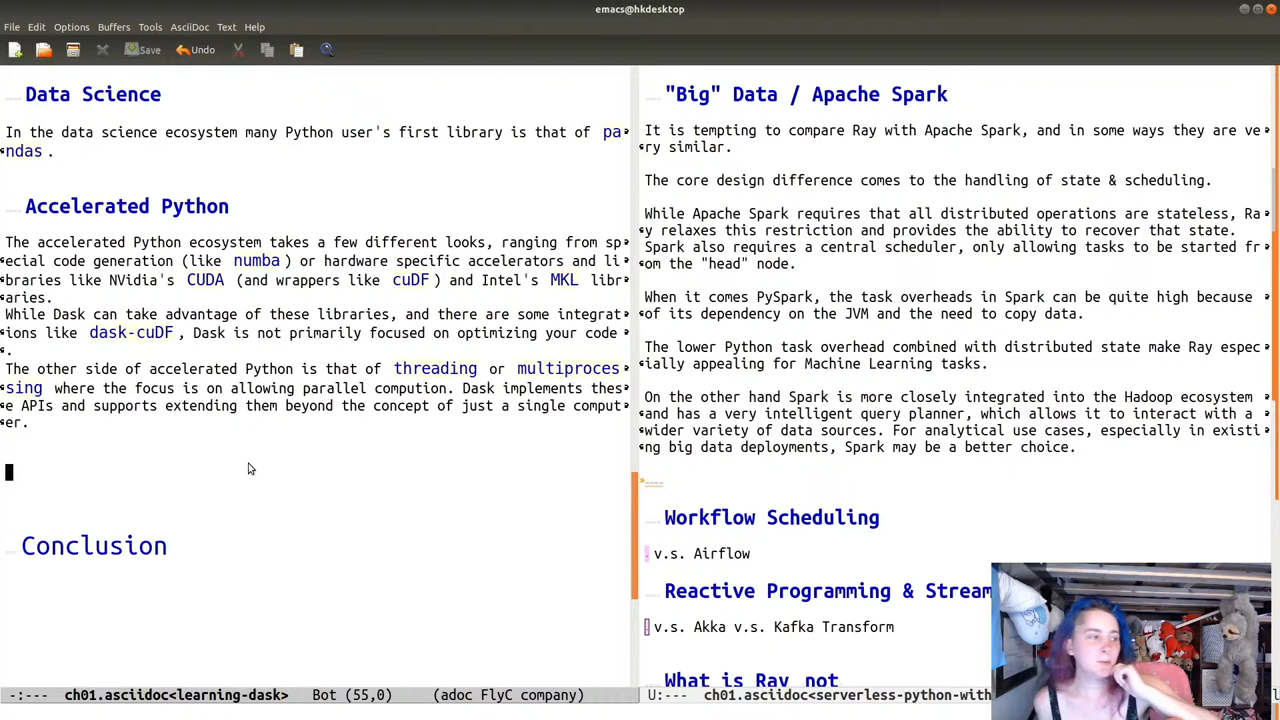 emacs@hkdesktop
File Edit Options Buffers Tools AsciiDoc Text Help
Save Undo
Data Science
In the data science ecosystem many Python user's first library is that of pa
ndas .
Accelerated Python
The accelerated Python ecosystem takes a few different looks, ranging from sp
ecial code generation (like numba ) or hardware specific accelerators and li
braries like NVidia's CUDA (and wrappers like cuDF ) and Intel's MKL libr
aries.
While Dask can take advantage of these libraries, and there are some integrat
ions like dask-cuDF , Dask is not primarily focused on optimizing your code
.
The other side of accelerated Python is that of threading or multiproces
sing where the focus is on allowing parallel compution. Dask implements thes
e APIs and supports extending them beyond the concept of just a single comput
er.
Conclusion
-:--- ch01.asciidoc<learning-dask> Bot (55,0) (adoc FlyC company)
"Big" Data / Apache Spark
It is tempting to compare Ray with Apache Spark, and in some ways they are ve
ry similar.
The core design difference comes to the handling of state & scheduling.
While Apache Spark requires that all distributed operations are stateless, Ra
y relaxes this restriction and provides the ability to recover that state.
Spark also requires a central scheduler, only allowing tasks to be started fr
om the "head" node.
When it comes PySpark, the task overheads in Spark can be quite high because
of its dependency on the JVM and the need to copy data.
The lower Python task overhead combined with distributed state make Ray espec
ially appealing for Machine Learning tasks.
On the other hand Spark is more closely integrated into the Hadoop ecosystem
and has a very intelligent query planner, which allows it to interact with a
wider variety of data sources. For analytical use cases, especially in existi
ng big data deployments, Spark may be a better choice.
Workflow Scheduling
. v.s. Airflow
Reactive Programming & Stream
. v.s. Akka v.s. Kafka Transform
What is Ray not
U:--- ch01.asciidoc<serverless-python-with